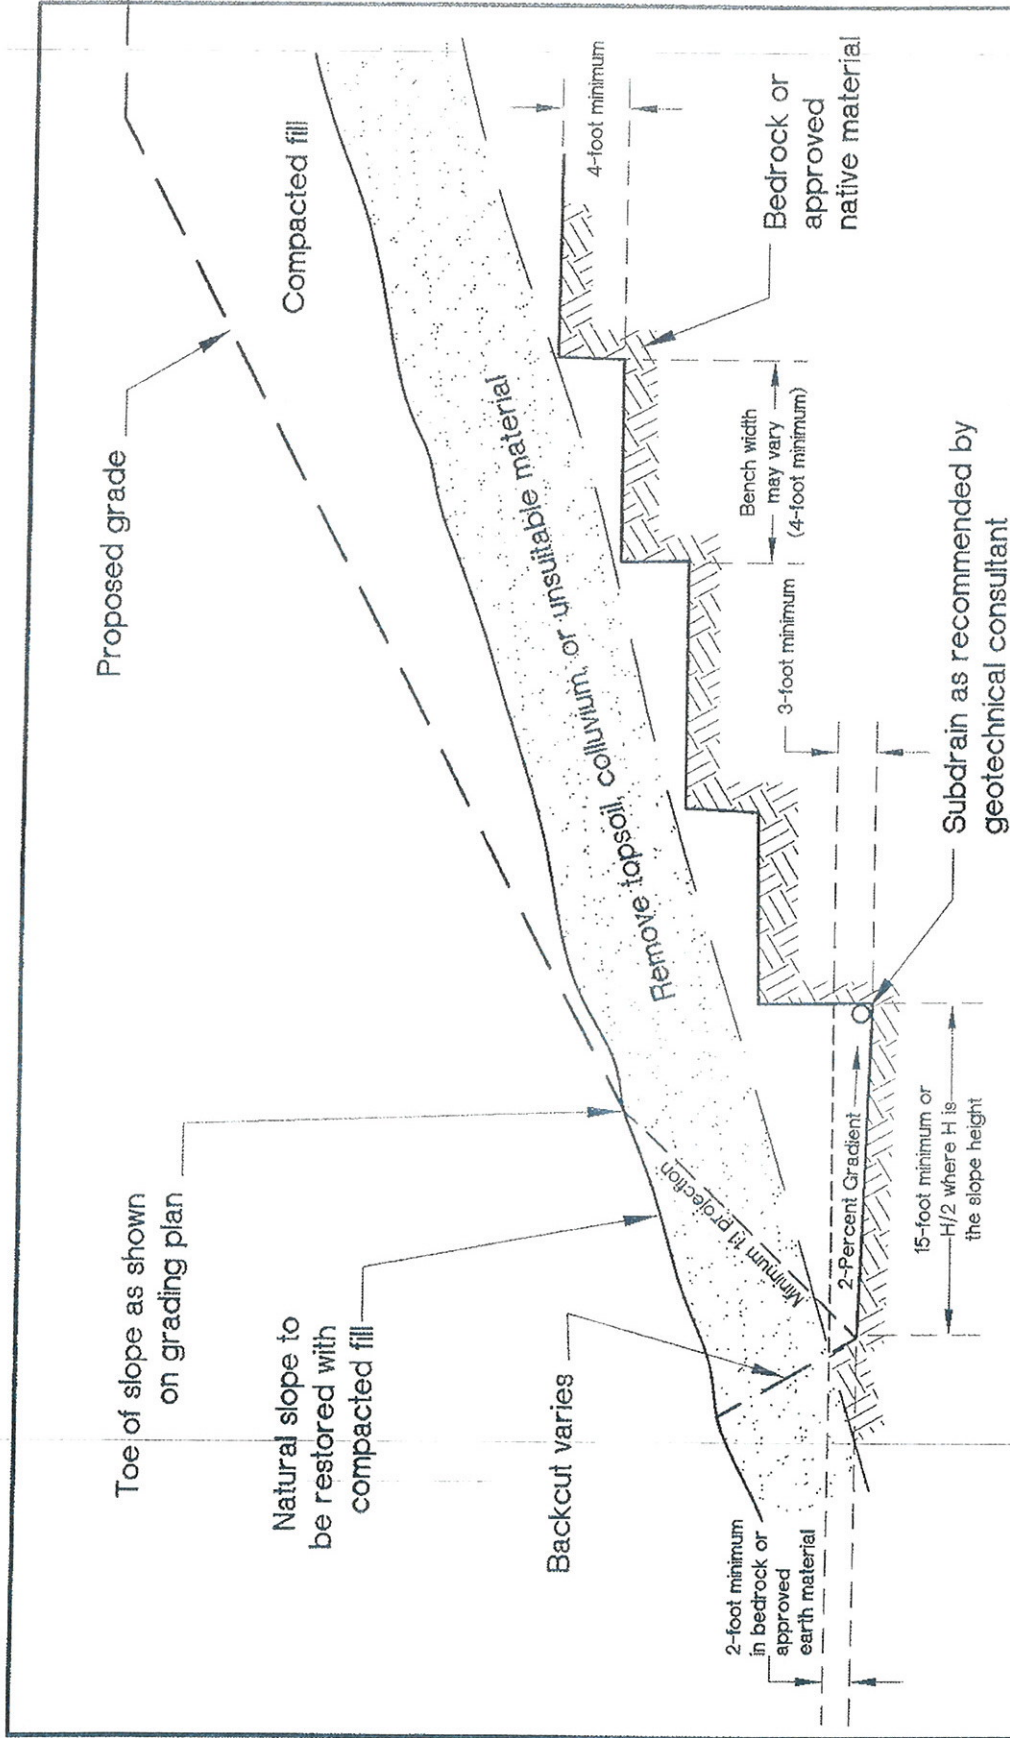 Toe of slope as shown
on grading plan
Proposed grade
Natural slope to
be restored with
compacted fill
Compacted fill
Backcut varies
Remove topsoil, colluvium, or unsuitable material
Minimum 1:1 projection
4-foot minimum
Bedrock or
approved
native material
Bench width
may vary
(4-foot minimum)
3-foot minimum
2-foot minimum
in bedrock or
approved
earth material
2-Percent Gradient
15-foot minimum or
H/2 where H is
the slope height
Subdrain as recommended by
geotechnical consultant